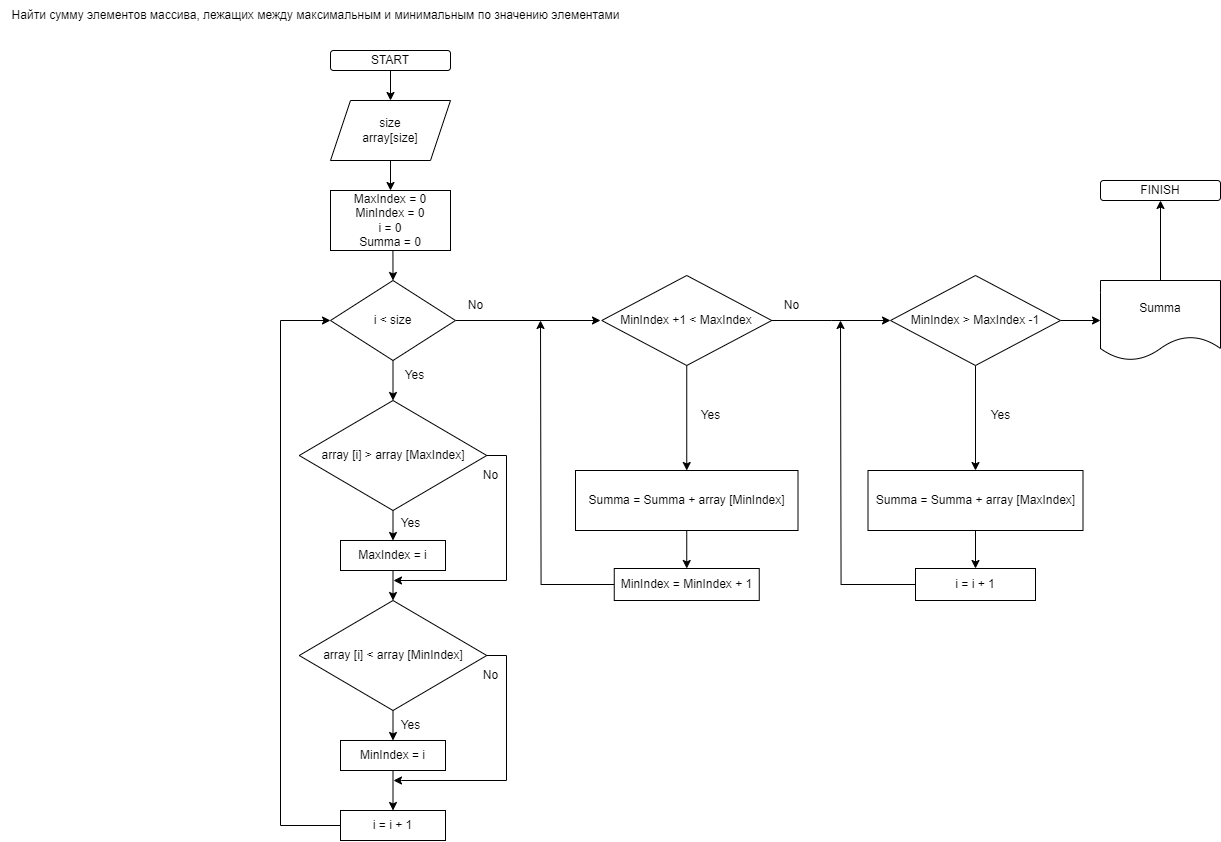 Найти сумму элементов массива, лежащих между максимальным и минимальным по значению элементами
START
size
array[size]
MaxIndex = 0
MinIndex = 0
i = 0
Summa = 0
i < size
No
Yes
array [i] > array [MaxIndex]
No
Yes
MaxIndex = i
array [i] < array [MinIndex]
No
Yes
MinIndex = i
i = i + 1
MinIndex +1 < MaxIndex
No
Yes
Summa = Summa + array [MinIndex]
MinIndex = MinIndex + 1
MinIndex > MaxIndex -1
Yes
Summa = Summa + array [MaxIndex]
i = i + 1
Summa
FINISH